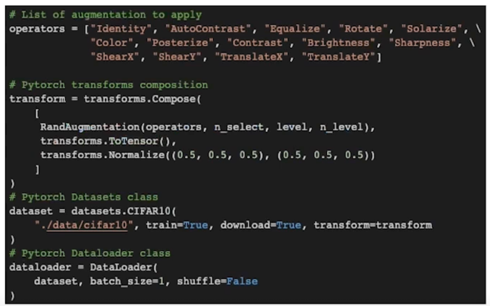 # List of augmentation to apply
operators = ["Identity", "AutoContrast", "Equalize", "Rotate", "Solarize", \
"Color", "Posterize", "Contrast", "Brightness", "Sharpness", \
"ShearX", "ShearY", "TranslateX", "TranslateY"]
# Pytorch transforms composition
transform = transforms.Compose(
[
RandAugmentation(operators, n_select, level, n_level),
transforms.ToTensor(),
transforms.Normalize((0.5, 0.5, 0.5), (0.5, 0.5, 0.5))
]
)
# Pytorch Datasets class
dataset = datasets.CIFAR10(
"./data/cifar10", train=True, download=True, transform=transform
)
# Pytorch Dataloader class
dataloader = DataLoader(
dataset, batch_size=1, shuffle=False
)